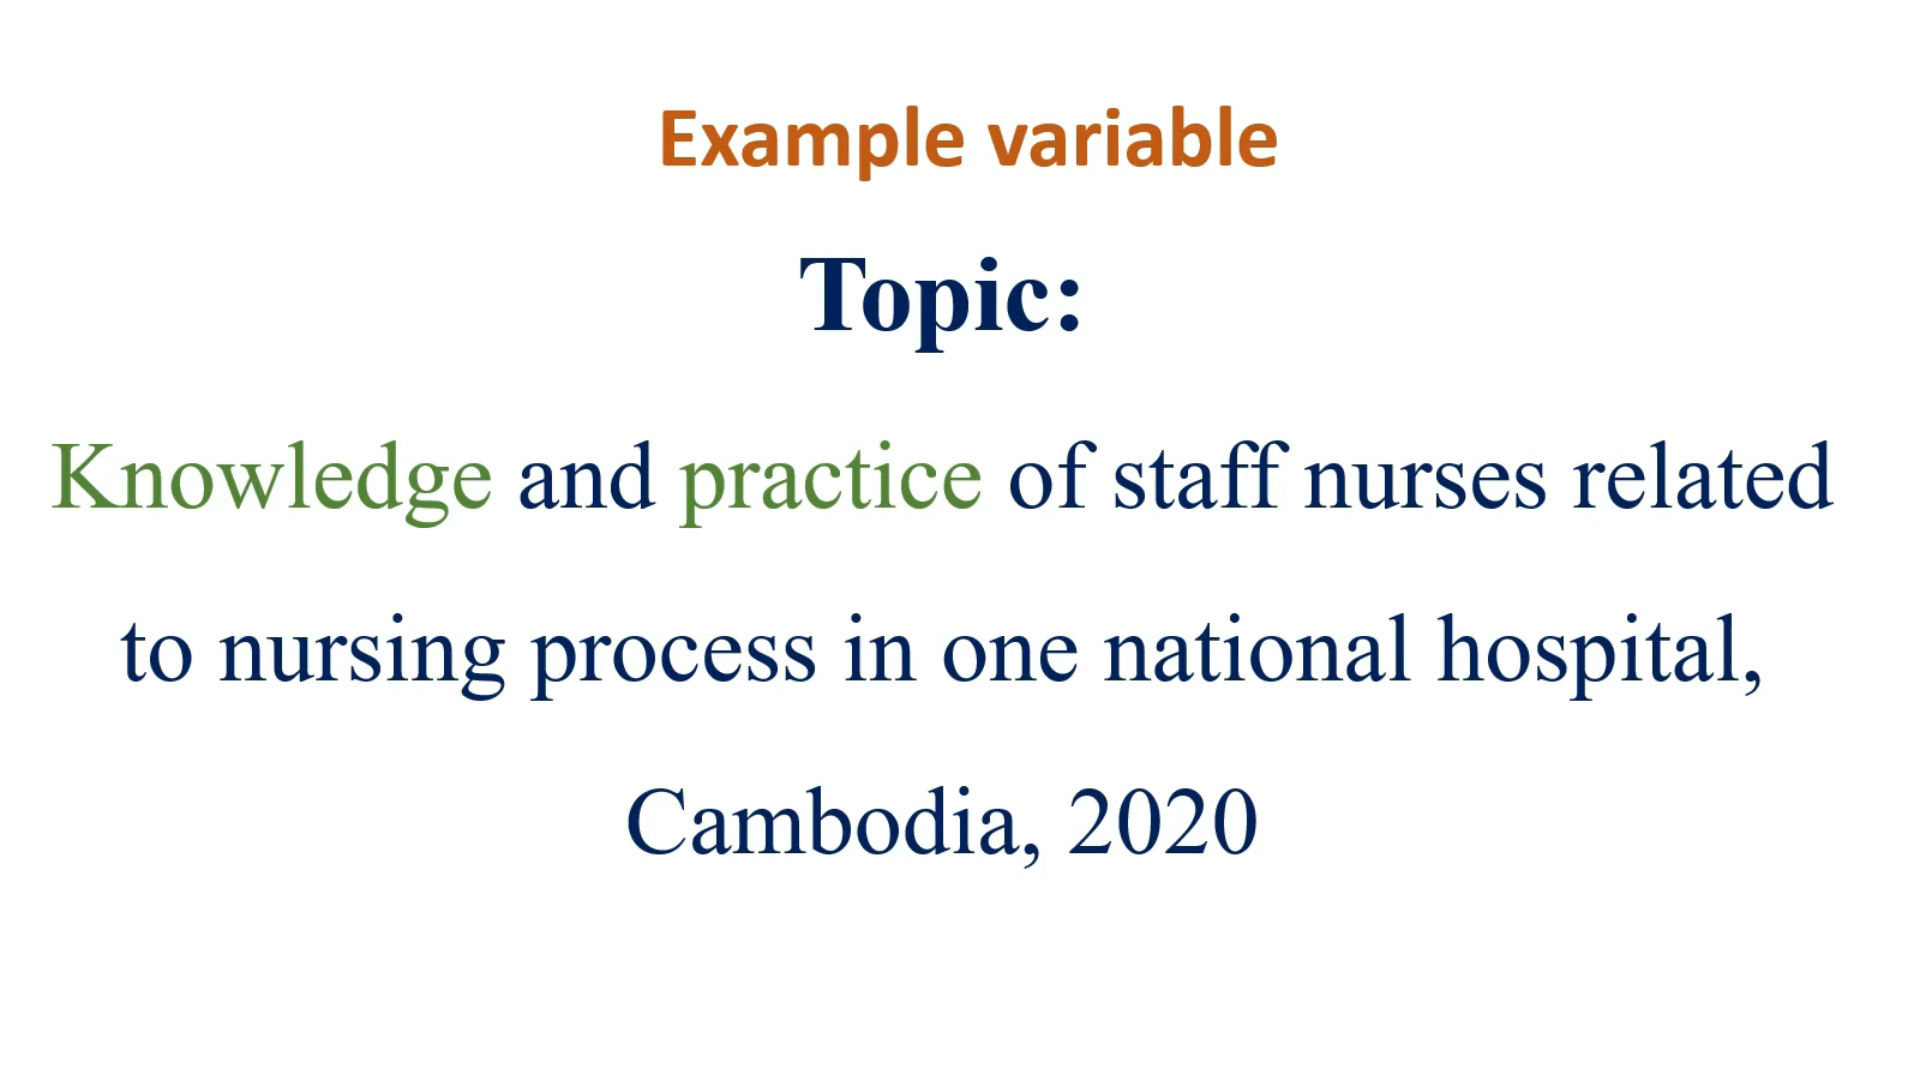 Example variable
Topic:
Knowledge and practice of staff nurses related
to nursing process in one national hospital,
Cambodia, 2020